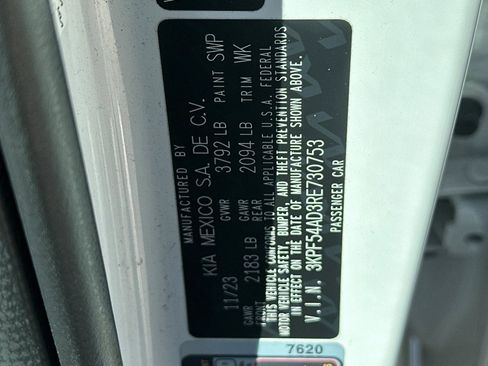 MANUFACTURED BY
KIA MEXICO S.A. DE C.V.
11/23 GVWR 3792 LB PAINT SWP
GAWR FRONT 2183 LB GAWR REAR 2094 LB TRIM WK
THIS VEHICLE CONFORMS TO ALL APPLICABLE U.S.A. FEDERAL
MOTOR VEHICLE SAFETY, BUMPER, AND THEFT PREVENTION STANDARDS
IN EFFECT ON THE DATE OF MANUFACTURE SHOWN ABOVE.
V.I.N. 3KPF54AD3RE730753
PASSENGER CAR
7620